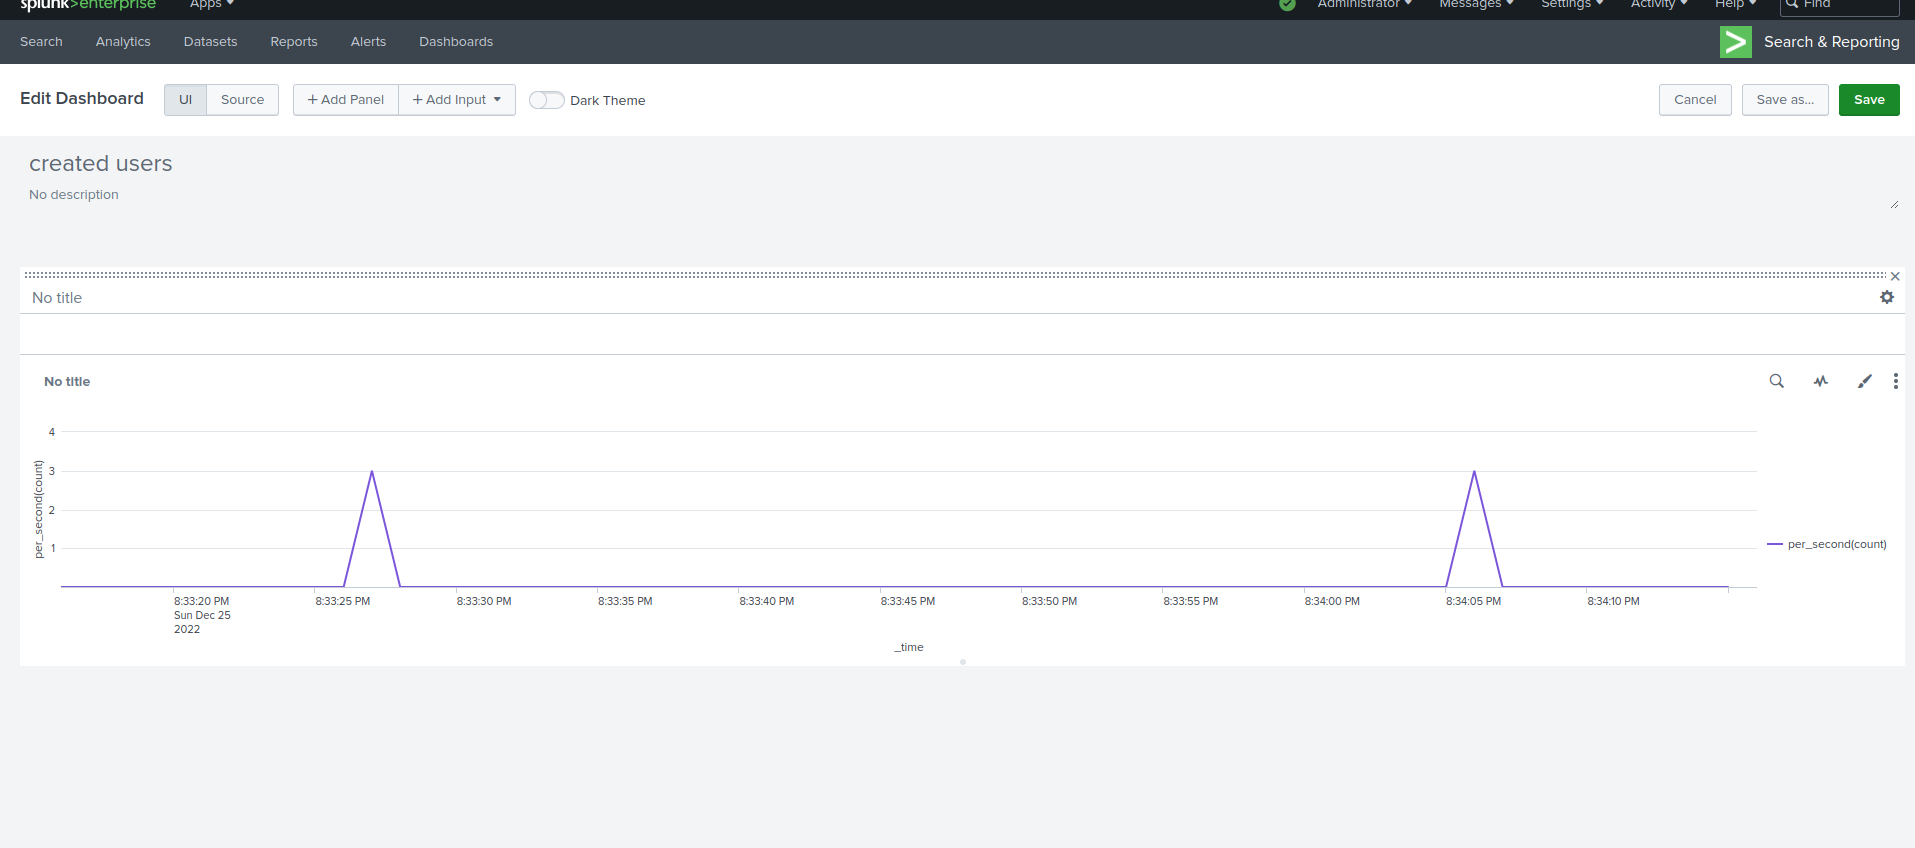 splunk>enterprise Apps Administrator Messages Settings Activity Help Find
Search Analytics Datasets Reports Alerts Dashboards Search & Reporting
Edit Dashboard UI Source + Add Panel + Add Input Dark Theme Cancel Save as... Save
created users
No description
No title
No title
4
3
2
1
per_second(count)
per_second(count)
8:33:20 PM 8:33:25 PM 8:33:30 PM 8:33:35 PM 8:33:40 PM 8:33:45 PM 8:33:50 PM 8:33:55 PM 8:34:00 PM 8:34:05 PM 8:34:10 PM
Sun Dec 25
2022
_time